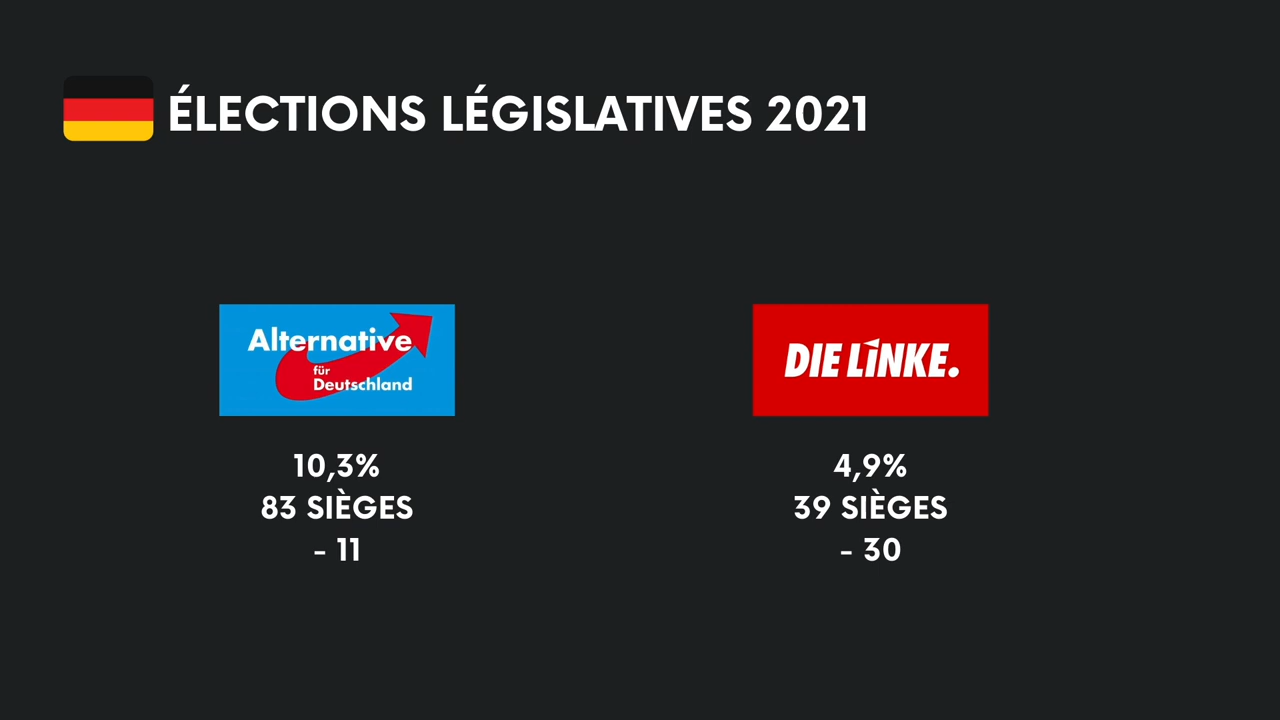 ÉLECTIONS LÉGISLATIVES 2021
Alternative
für
Deutschland
10,3%
83 SIÈGES
- 11
DIE LINKE.
4,9%
39 SIÈGES
- 30